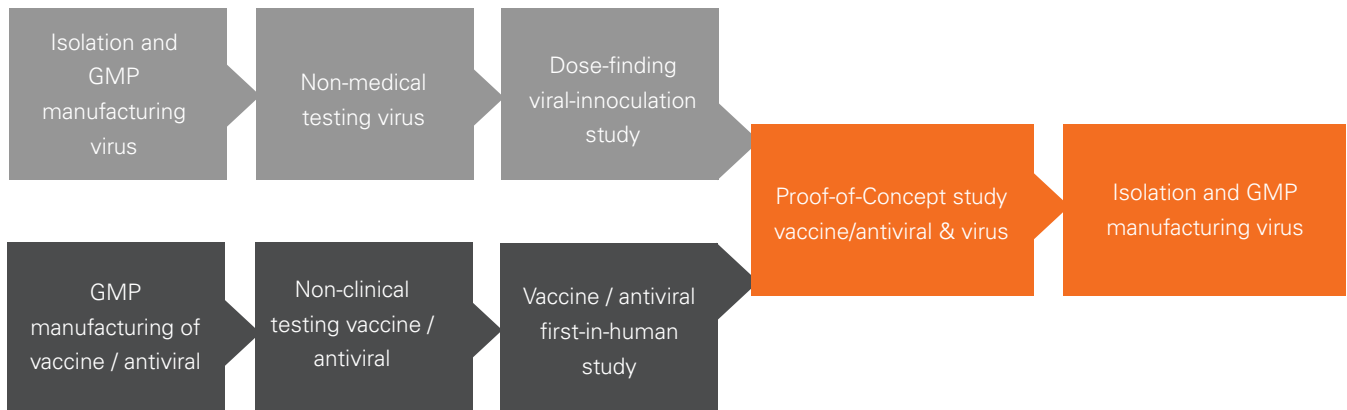 Isolation and
GMP
manufacturing
virus
Non-medical
testing virus
Dose-finding
viral-innoculation
study
Proof-of-Concept study
vaccine/antiviral & virus
Isolation and GMP
manufacturing virus
GMP
manufacturing of
vaccine / antiviral
Non-clinical
testing vaccine /
antiviral
Vaccine / antiviral
first-in-human
study